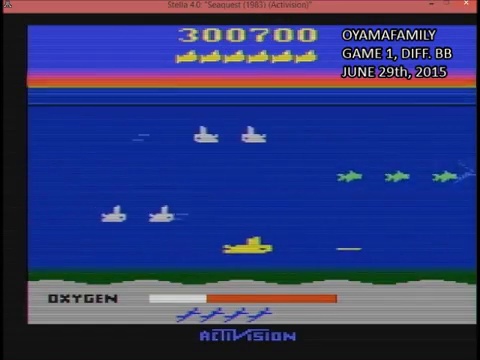 Stella 4.0: "Seaquest (1983) (Activision)"
300700
OYAMAFAMILY
GAME 1, DIFF. BB
JUNE 29th, 2015
OXYGEN
ACTIVISION